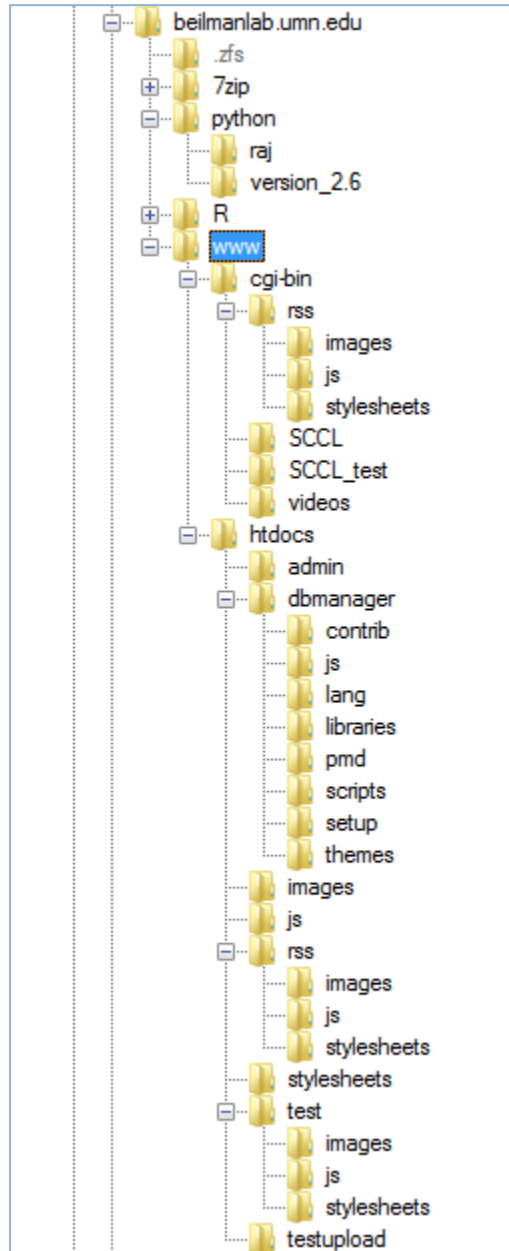 beilmanlab.umn.edu
.zfs
7zip
python
raj
version_2.6
R
www
cgi-bin
rss
images
js
stylesheets
SCCL
SCCL_test
videos
htdocs
admin
dbmanager
contrib
js
lang
libraries
pmd
scripts
setup
themes
images
js
rss
images
js
stylesheets
stylesheets
test
images
js
stylesheets
testupload